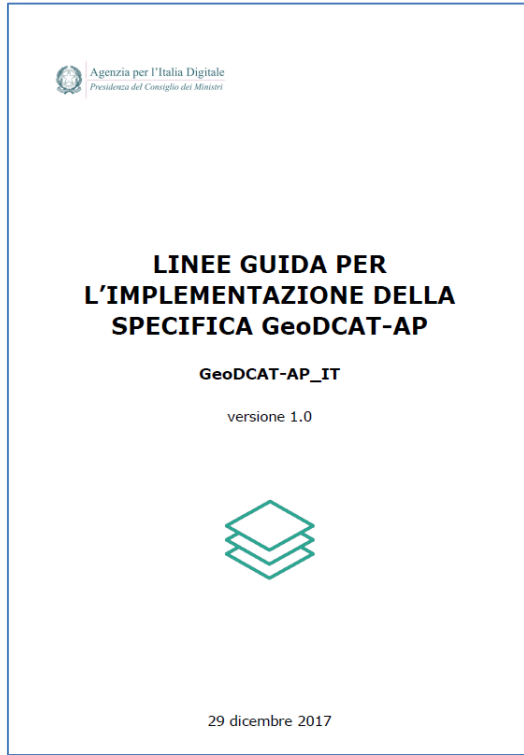 Agenzia per l'Italia Digitale
Presidenza del Consiglio dei Ministri
LINEE GUIDA PER
L'IMPLEMENTAZIONE DELLA
SPECIFICA GeoDCAT-AP
GeoDCAT-AP_IT
versione 1.0
29 dicembre 2017